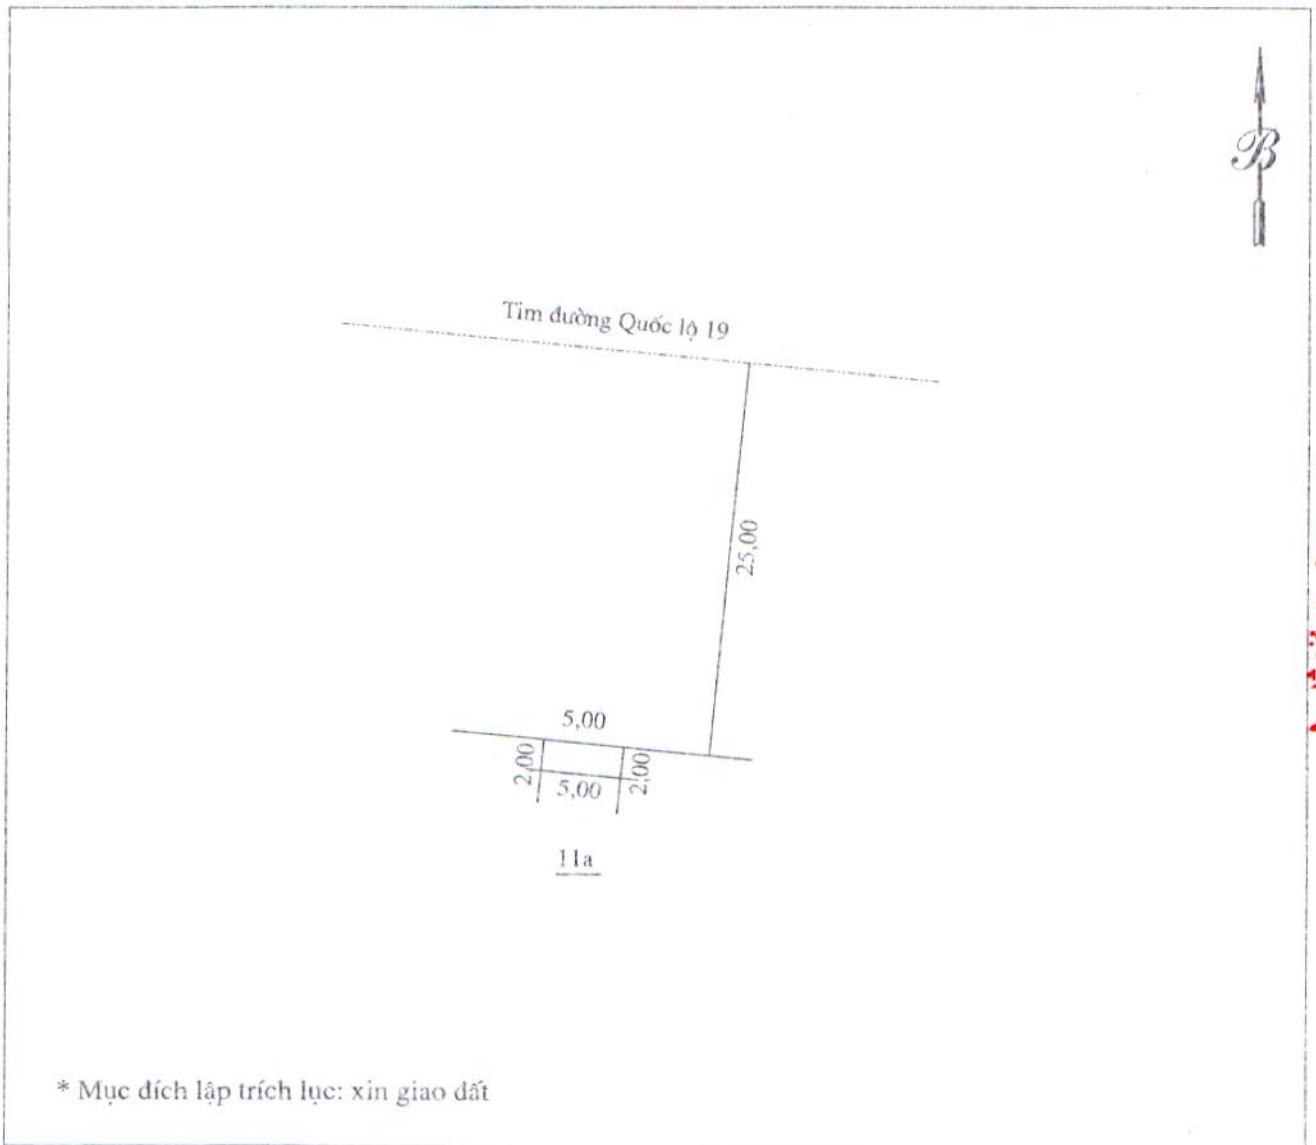 B
Tim đường Quốc lộ 19
25,00
5,00
2,00
2,00
5,00
11a
* Mục đích lập trích lục: xin giao đất